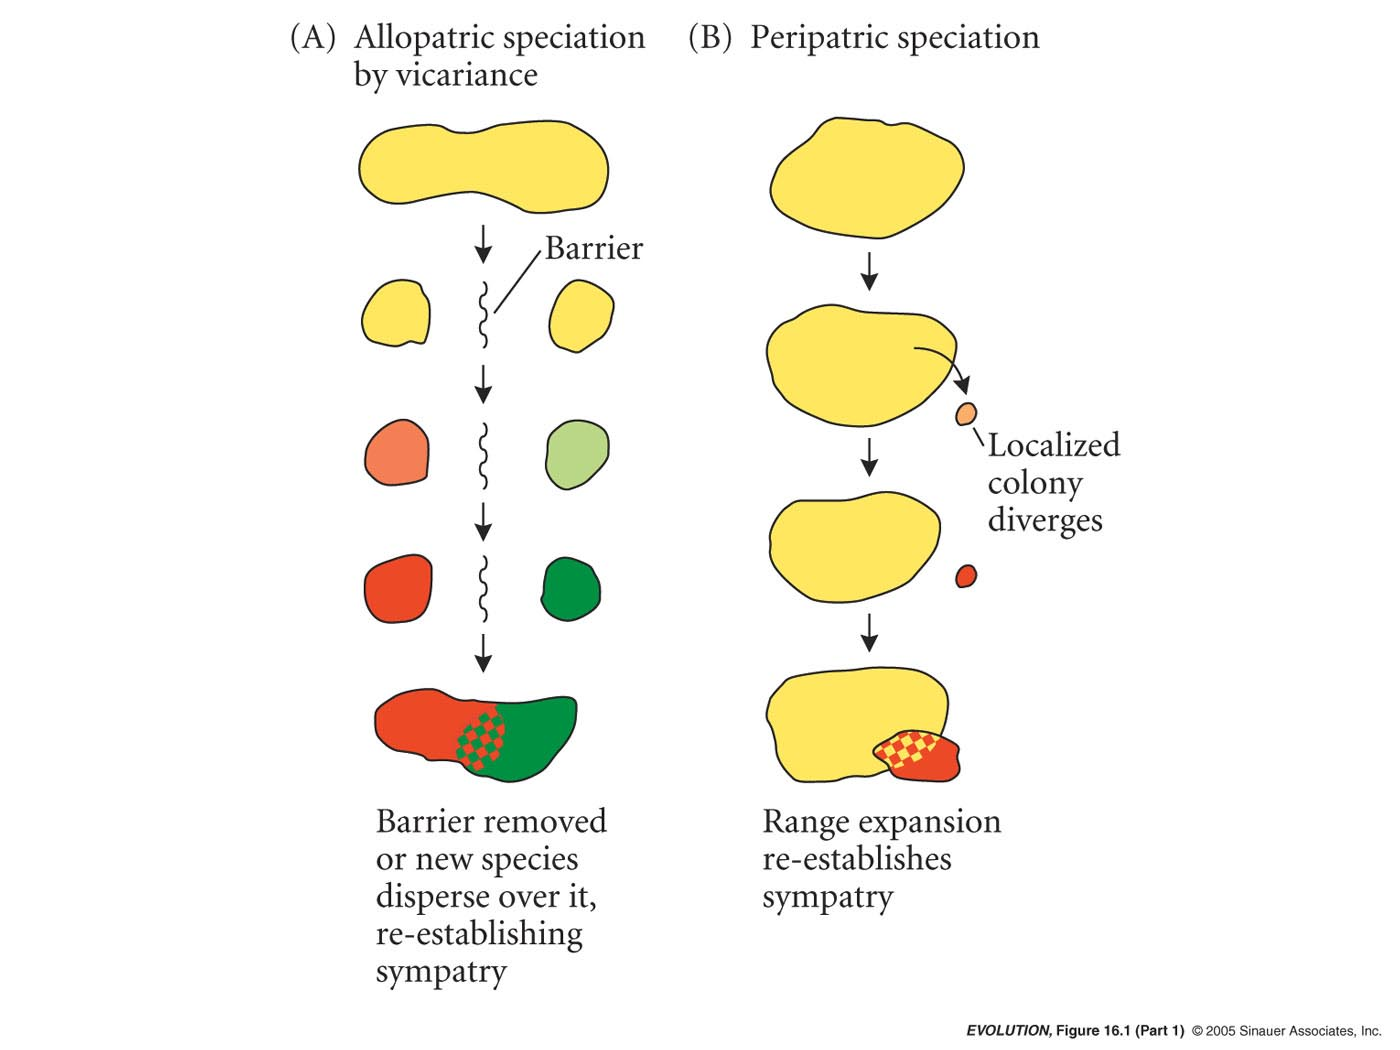 (A) Allopatric speciation
by vicariance
Barrier
Barrier removed
or new species
disperse over it,
re-establishing
sympatry
(B) Peripatric speciation
Localized
colony
diverges
Range expansion
re-establishes
sympatry
EVOLUTION, Figure 16.1 (Part 1) © 2005 Sinauer Associates, Inc.